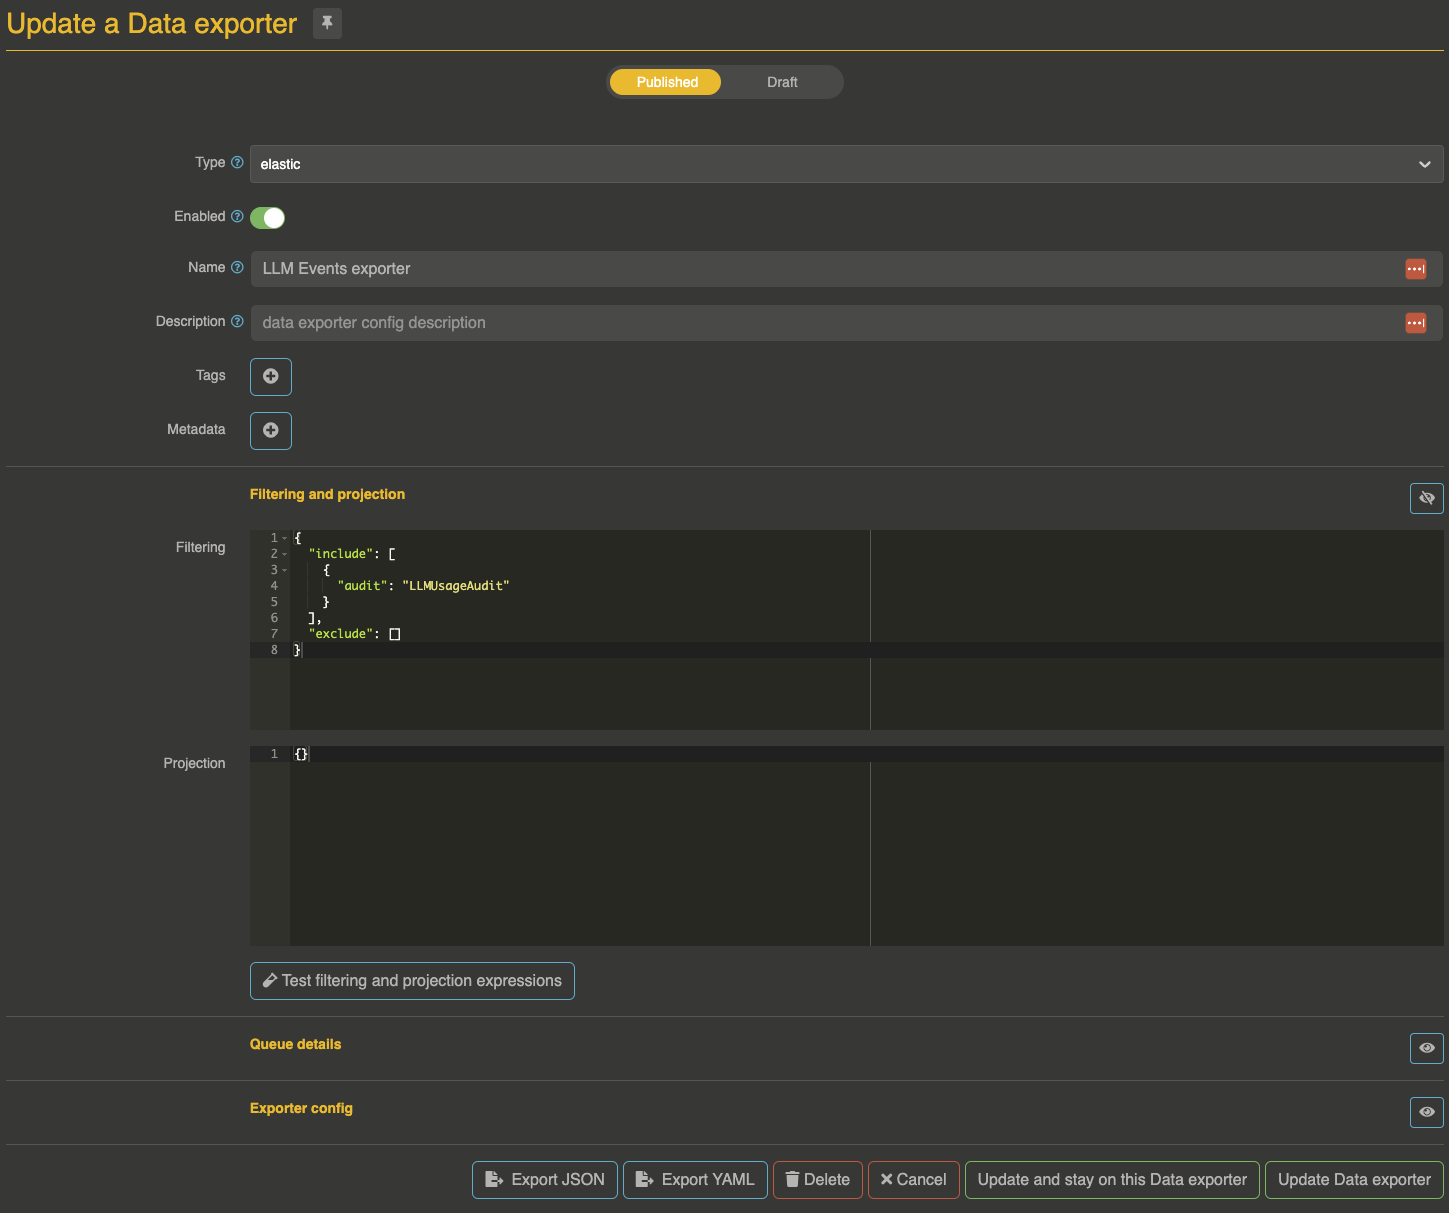 Update a Data exporter
Published Draft
Type elastic
Enabled
Name LLM Events exporter
Description data exporter config description
Tags
Metadata
Filtering and projection
Filtering
1 {
2 "include": [
3 {
4 "audit": "LLMUsageAudit"
5 }
6 ],
7 "exclude": []
8 }
Projection
1 {}
Test filtering and projection expressions
Queue details
Exporter config
Export JSON Export YAML Delete Cancel Update and stay on this Data exporter Update Data exporter